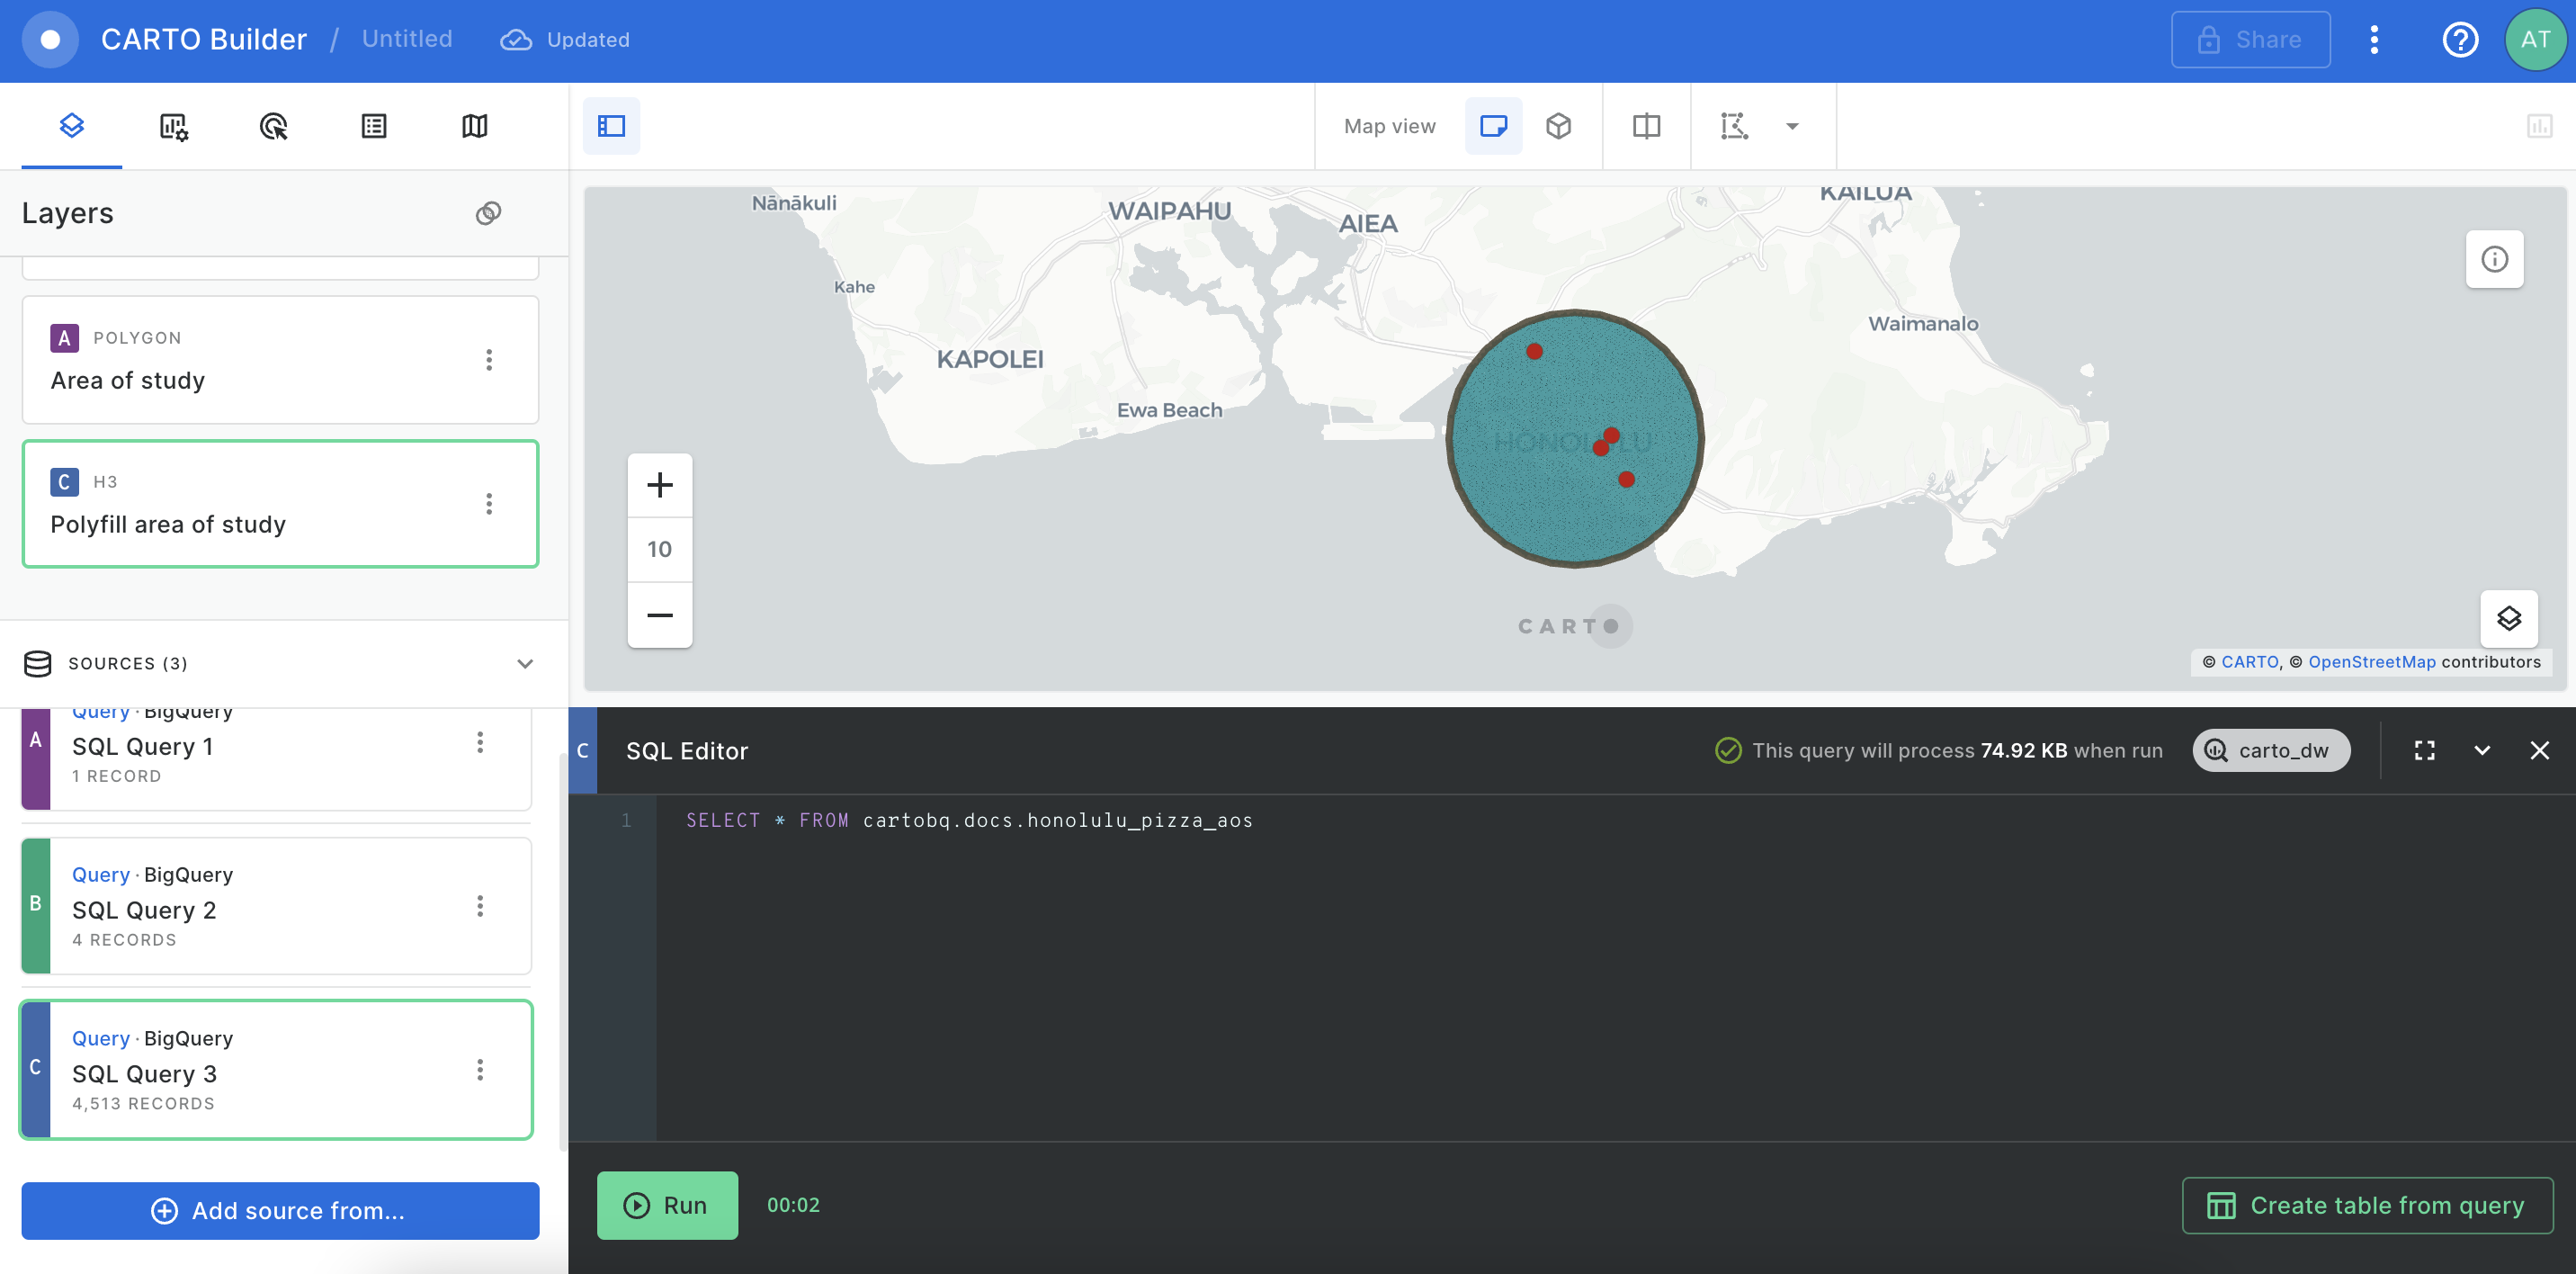 CARTO Builder / Untitled Updated
Share
?
AT
Map view
Layers
A POLYGON
Area of study
C H3
Polyfill area of study
SOURCES (3)
A
Query · BigQuery
SQL Query 1
1 RECORD
B
Query · BigQuery
SQL Query 2
4 RECORDS
C
Query · BigQuery
SQL Query 3
4,513 RECORDS
Add source from...
Nānākuli
WAIPAHU
AIEA
KAILUA
Kahe
Waimanalo
KAPOLEI
Ewa Beach
HONOLULU
10
CARTO
© CARTO, © OpenStreetMap contributors
C SQL Editor
This query will process 74.92 KB when run
carto_dw
1 SELECT * FROM cartobq.docs.honolulu_pizza_aos
Run 00:02
Create table from query